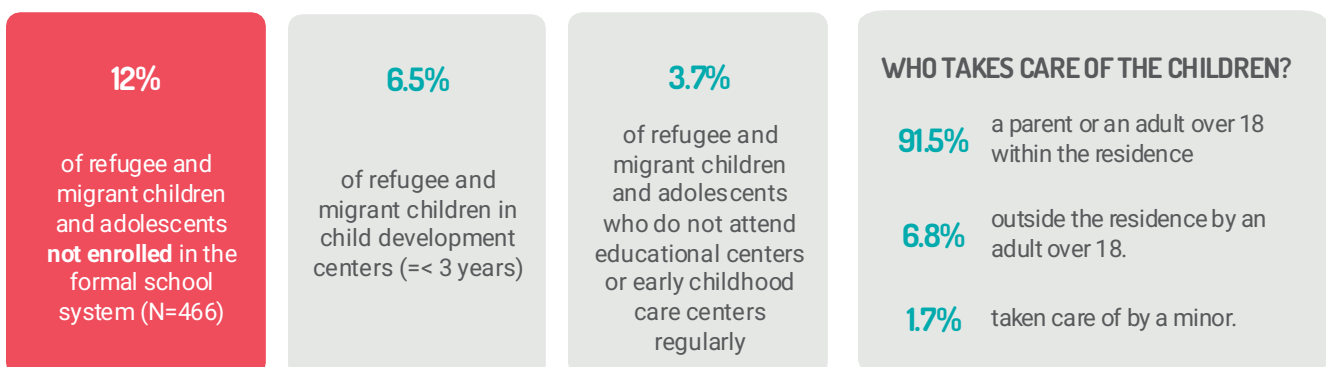 12%
of refugee and
migrant children
and adolescents
not enrolled in the
formal school
system (N=466)
6.5%
of refugee and
migrant children in
child development
centers (=< 3 years)
3.7%
of refugee and
migrant children
and adolescents
who do not attend
educational centers
or early childhood
care centers
regularly
WHO TAKES CARE OF THE CHILDREN?
91.5%
a parent or an adult over 18
within the residence
6.8%
outside the residence by an
adult over 18.
1.7%
taken care of by a minor.